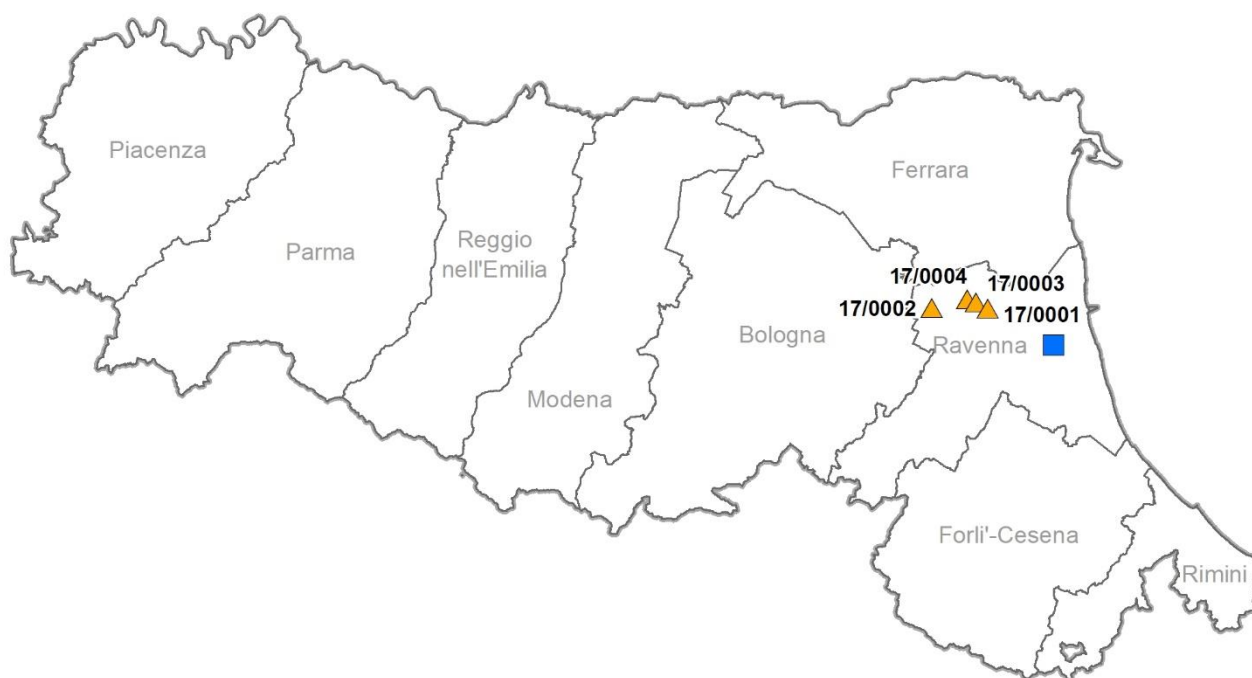 Piacenza
Ferrara
Parma
Reggio
nell'Emilia
17/0004
17/0003
17/0002
17/0001
Bologna
Ravenna
Modena
Forli'-Cesena
Rimini